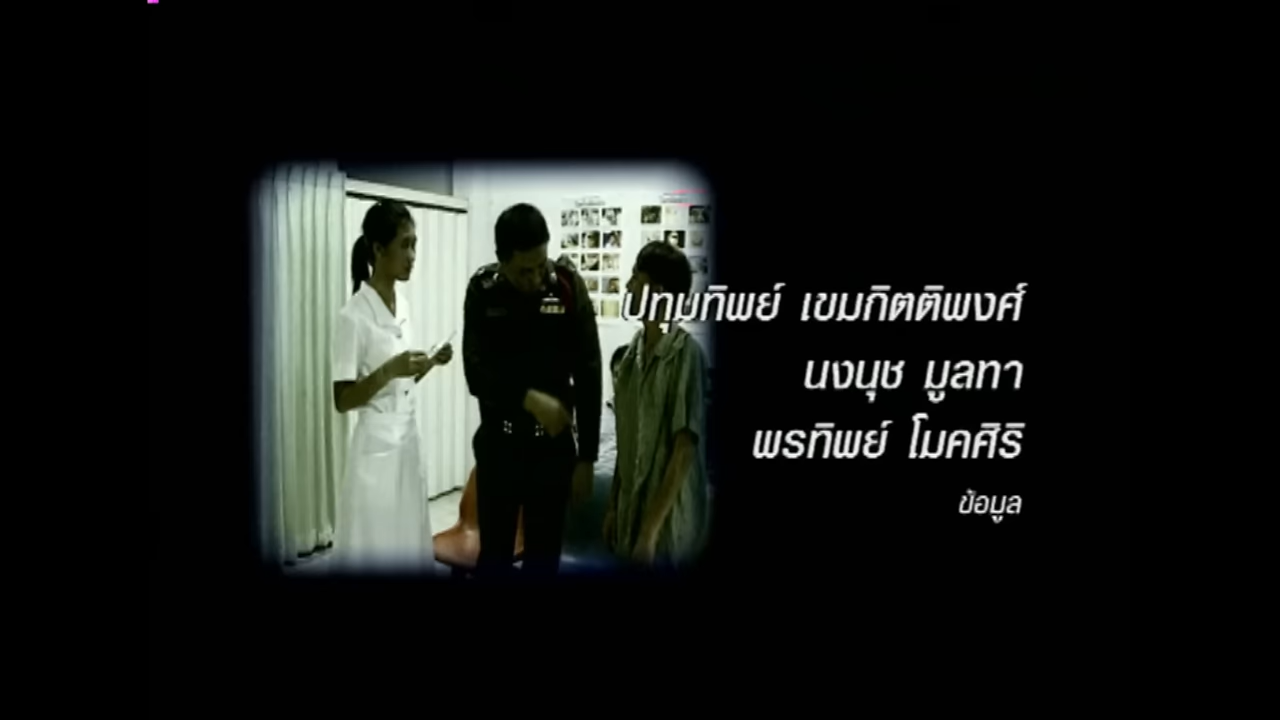 ปทุมทิพย์ เขมกิตติพงศ์
นงนุช มูลทา
พรทิพย์ โมคศิริ
ข้อมูล